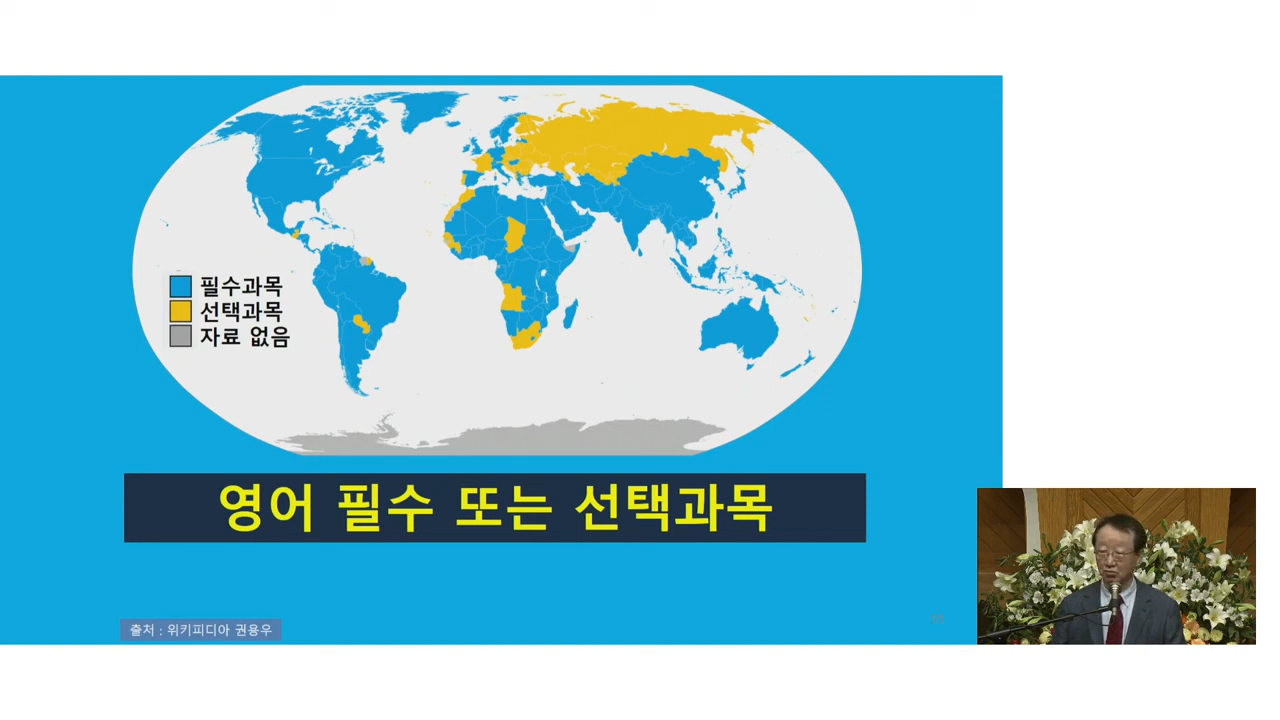 필수과목
선택과목
자료 없음
영어 필수 또는 선택과목
출처 : 위키피디아 권용우